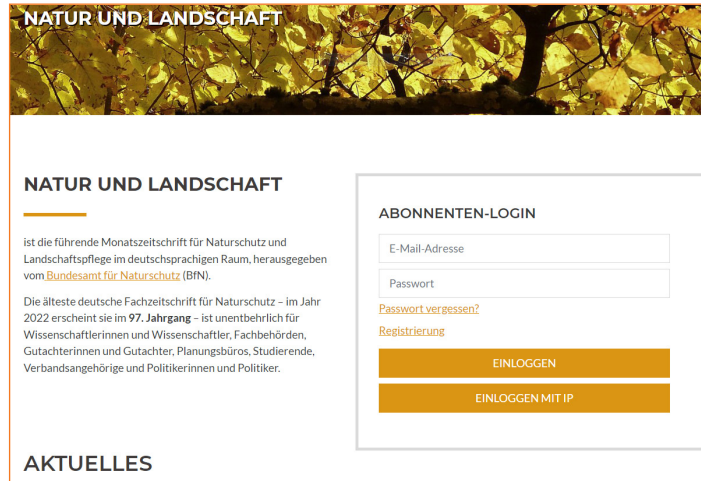 NATUR UND LANDSCHAFT
NATUR UND LANDSCHAFT
ist die führende Monatszeitschrift für Naturschutz und
Landschaftspflege im deutschsprachigen Raum, herausgegeben
vom Bundesamt für Naturschutz (BfN).
Die älteste deutsche Fachzeitschrift für Naturschutz – im Jahr
2022 erscheint sie im 97. Jahrgang – ist unentbehrlich für
Wissenschaftlerinnen und Wissenschaftler, Fachbehörden,
Gutachterinnen und Gutachter, Planungsbüros, Studierende,
Verbandsangehörige und Politikerinnen und Politiker.
ABONNENTEN-LOGIN
E-Mail-Adresse
Passwort
Passwort vergessen?
Registrierung
EINLOGGEN
EINLOGGEN MIT IP
AKTUELLES